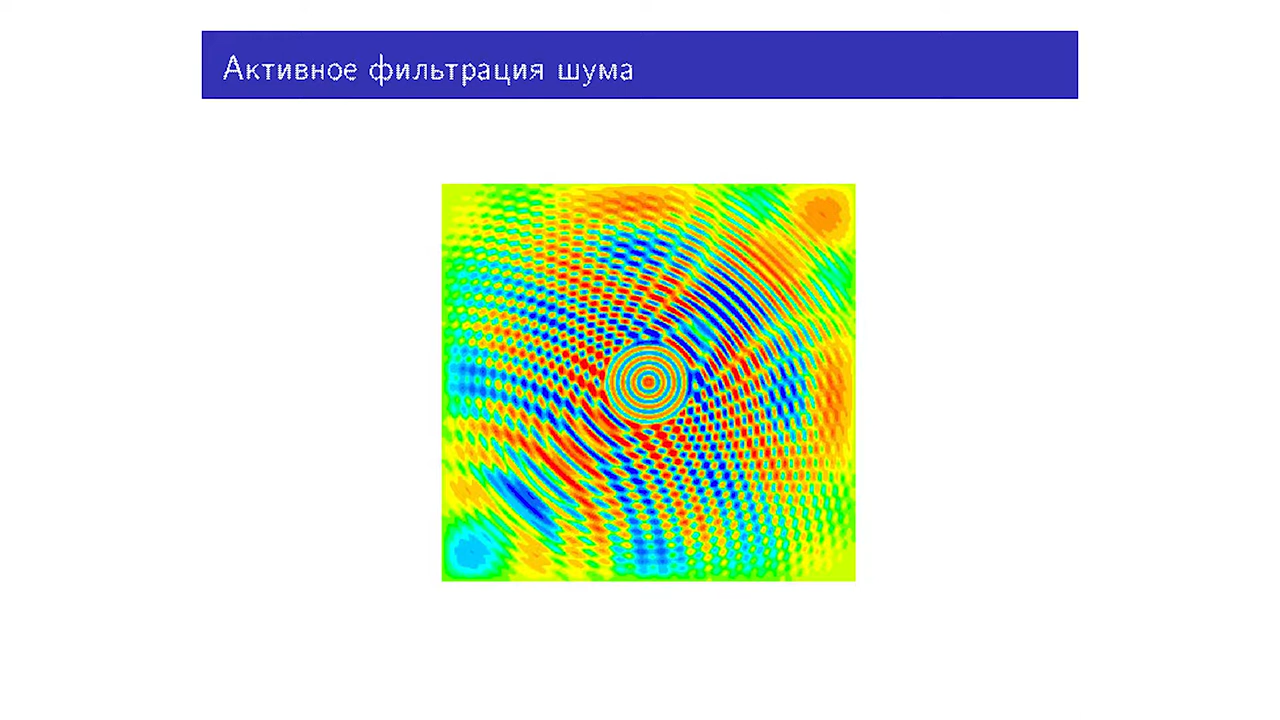 Активное фильтрация шума